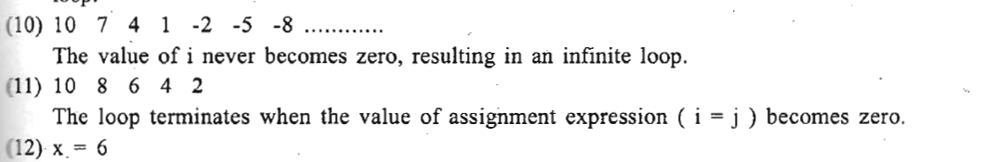 (10) 10 7 4 1 -2 -5 -8 ............
The value of i never becomes zero, resulting in an infinite loop.
(11) 10 8 6 4 2
The loop terminates when the value of assignment expression ( i = j ) becomes zero.
(12) x = 6